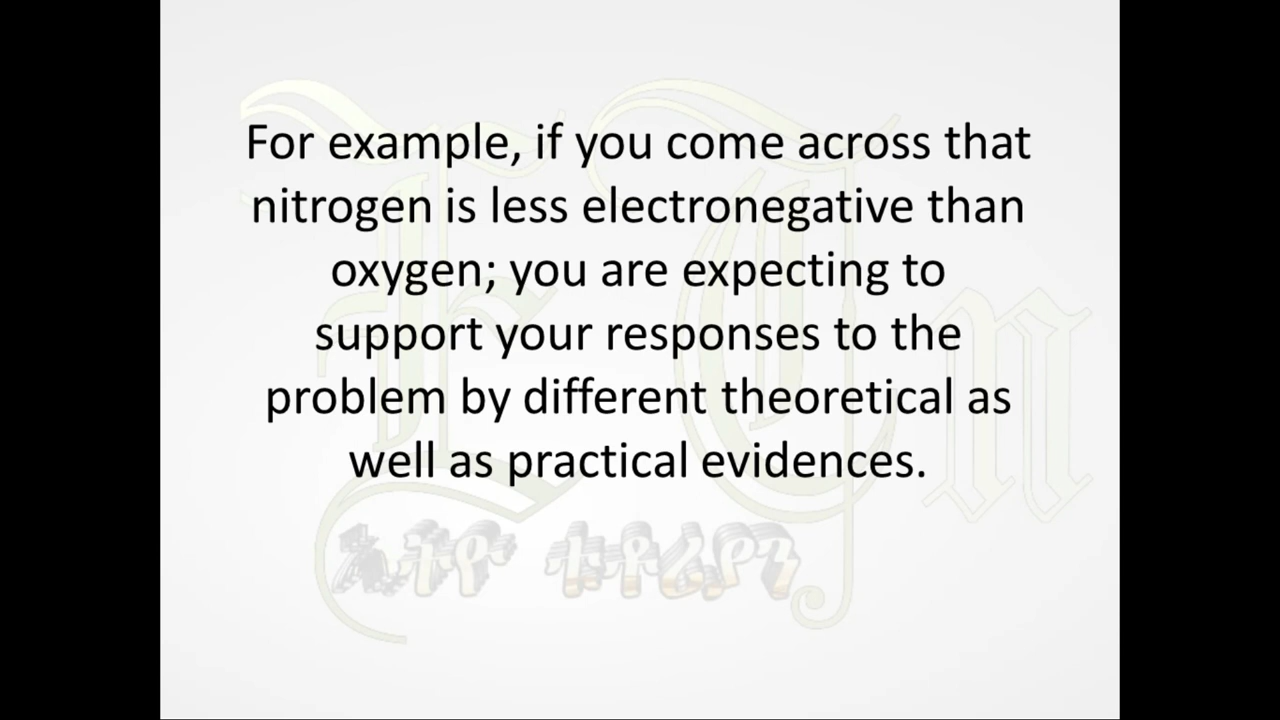 For example, if you come across that
nitrogen is less electronegative than
oxygen; you are expecting to
support your responses to the
problem by different theoretical as
well as practical evidences.